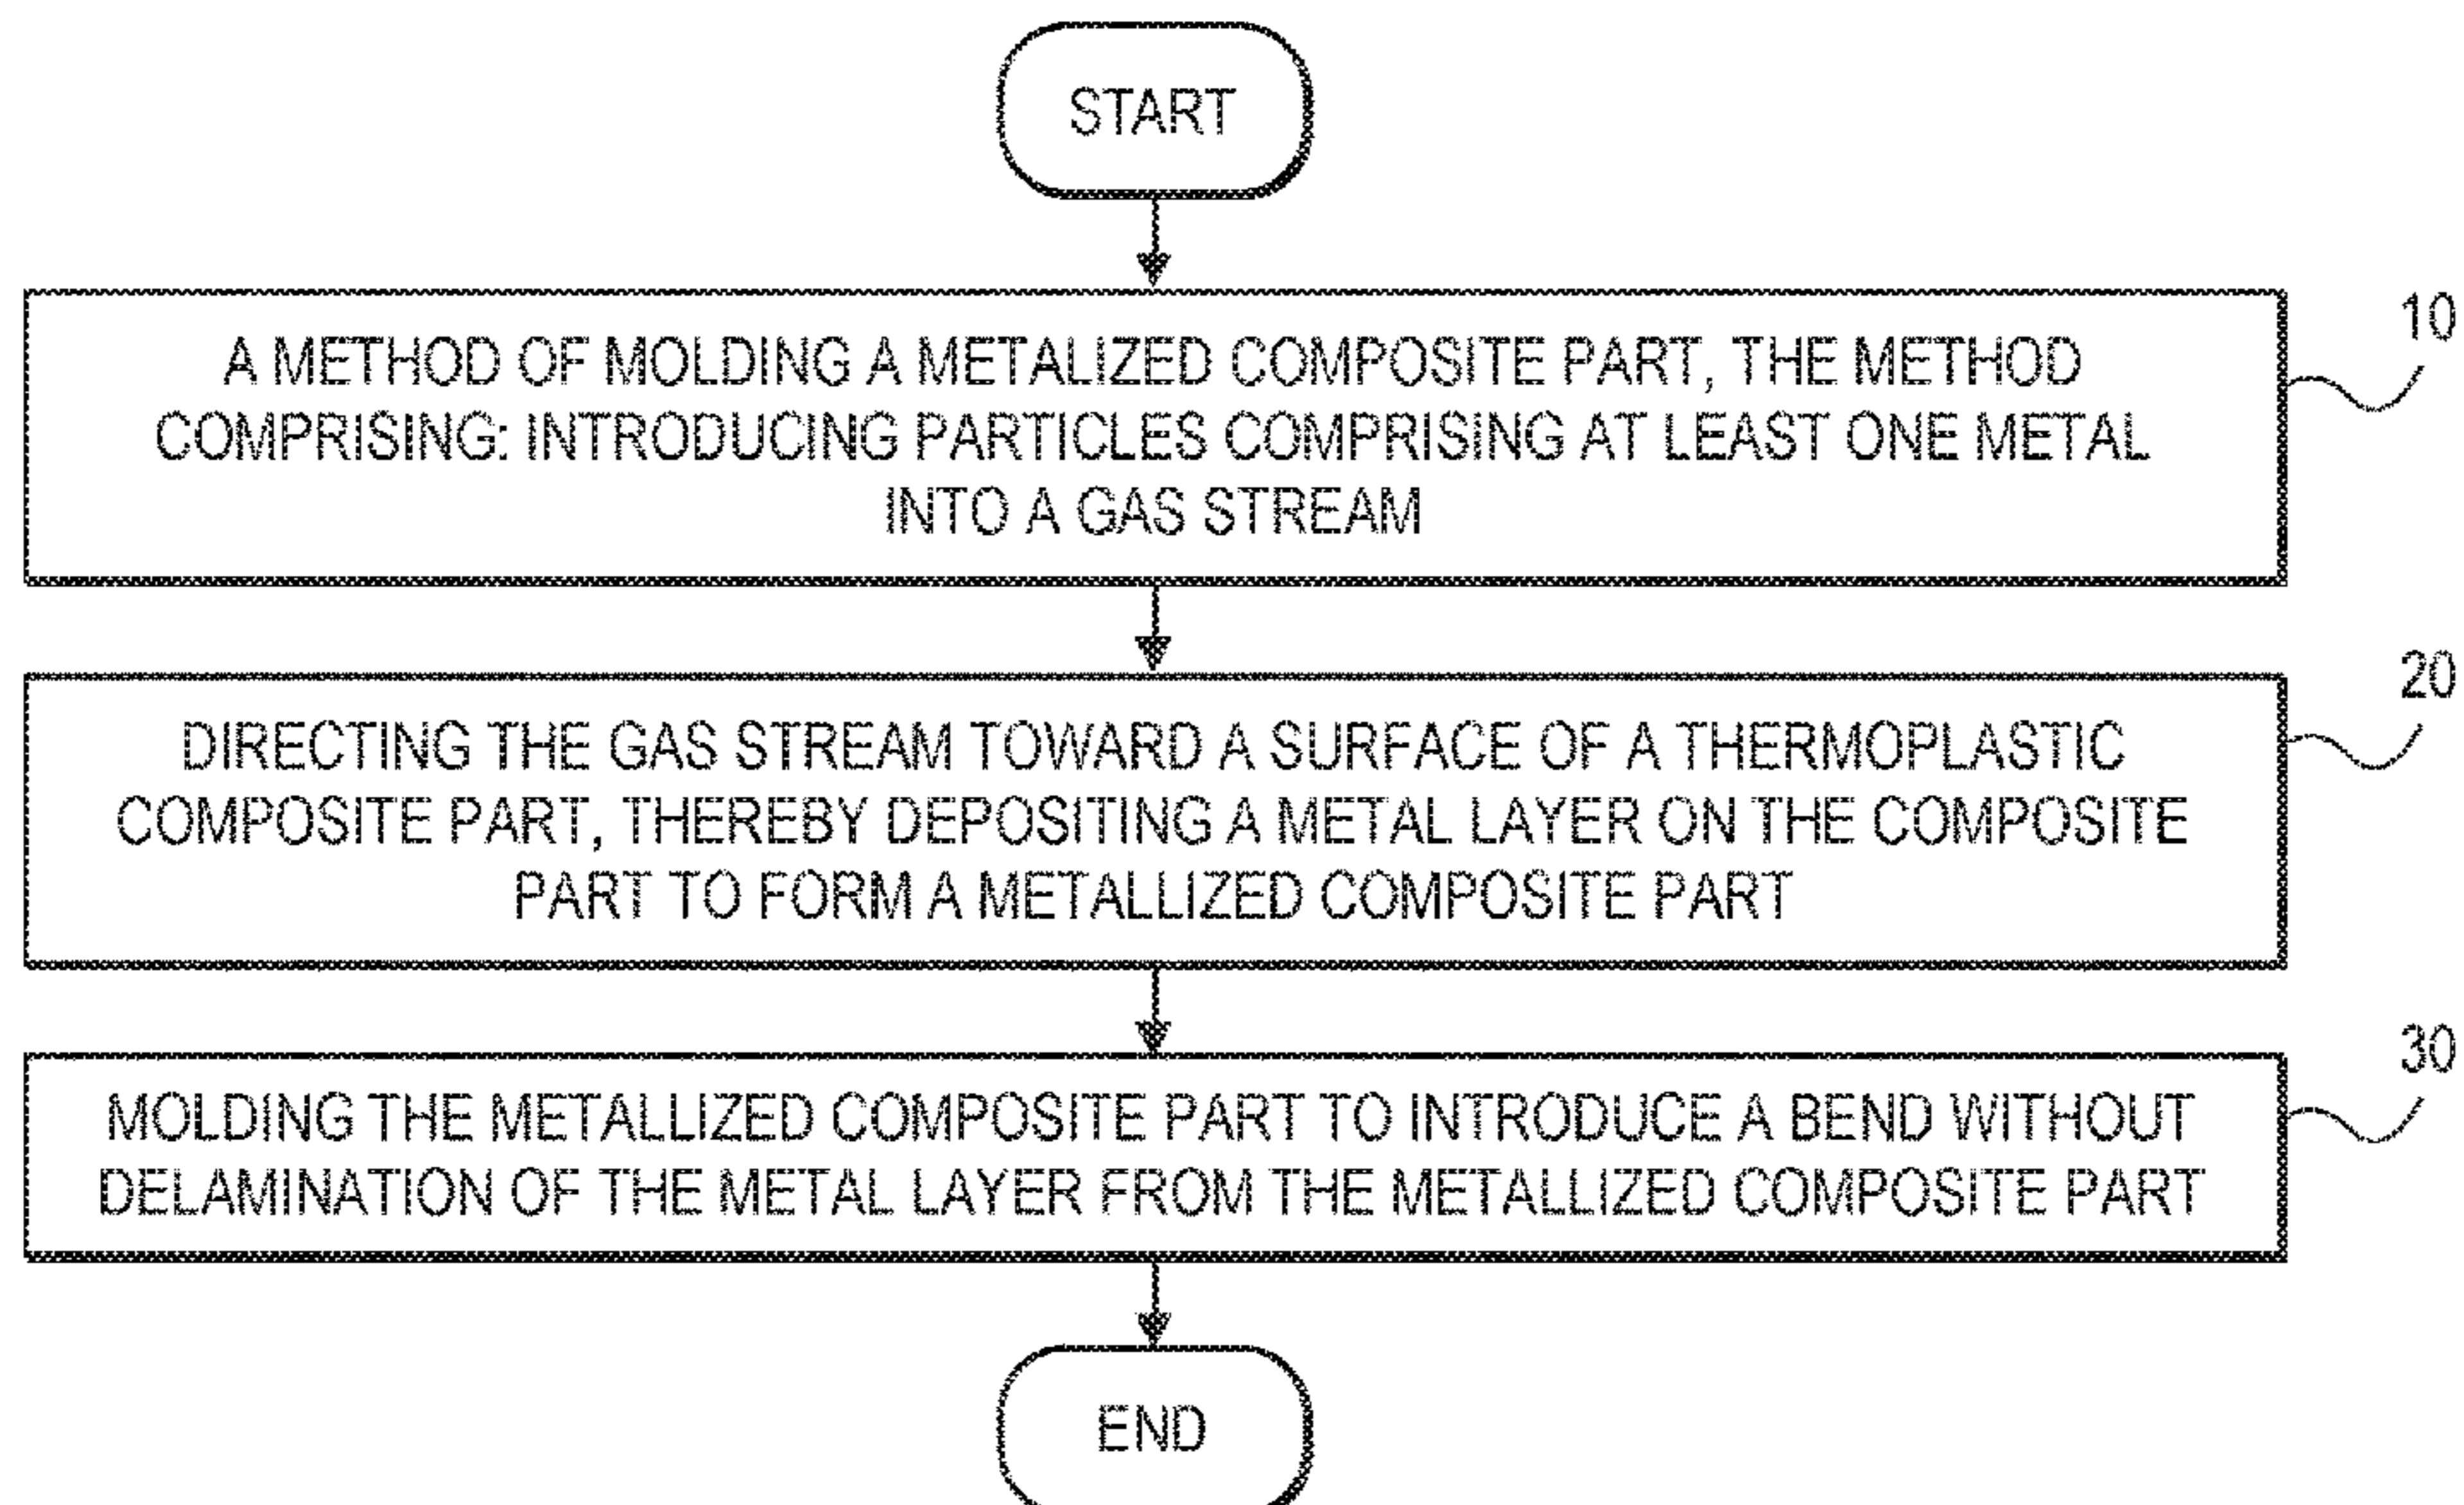 START
10
A METHOD OF MOLDING A METALIZED COMPOSITE PART, THE METHOD
COMPRISING: INTRODUCING PARTICLES COMPRISING AT LEAST ONE METAL
INTO A GAS STREAM
20
DIRECTING THE GAS STREAM TOWARD A SURFACE OF A THERMOPLASTIC
COMPOSITE PART, THEREBY DEPOSITING A METAL LAYER ON THE COMPOSITE
PART TO FORM A METALLIZED COMPOSITE PART
30
MOLDING THE METALLIZED COMPOSITE PART TO INTRODUCE A BEND WITHOUT
DELAMINATION OF THE METAL LAYER FROM THE METALLIZED COMPOSITE PART
END